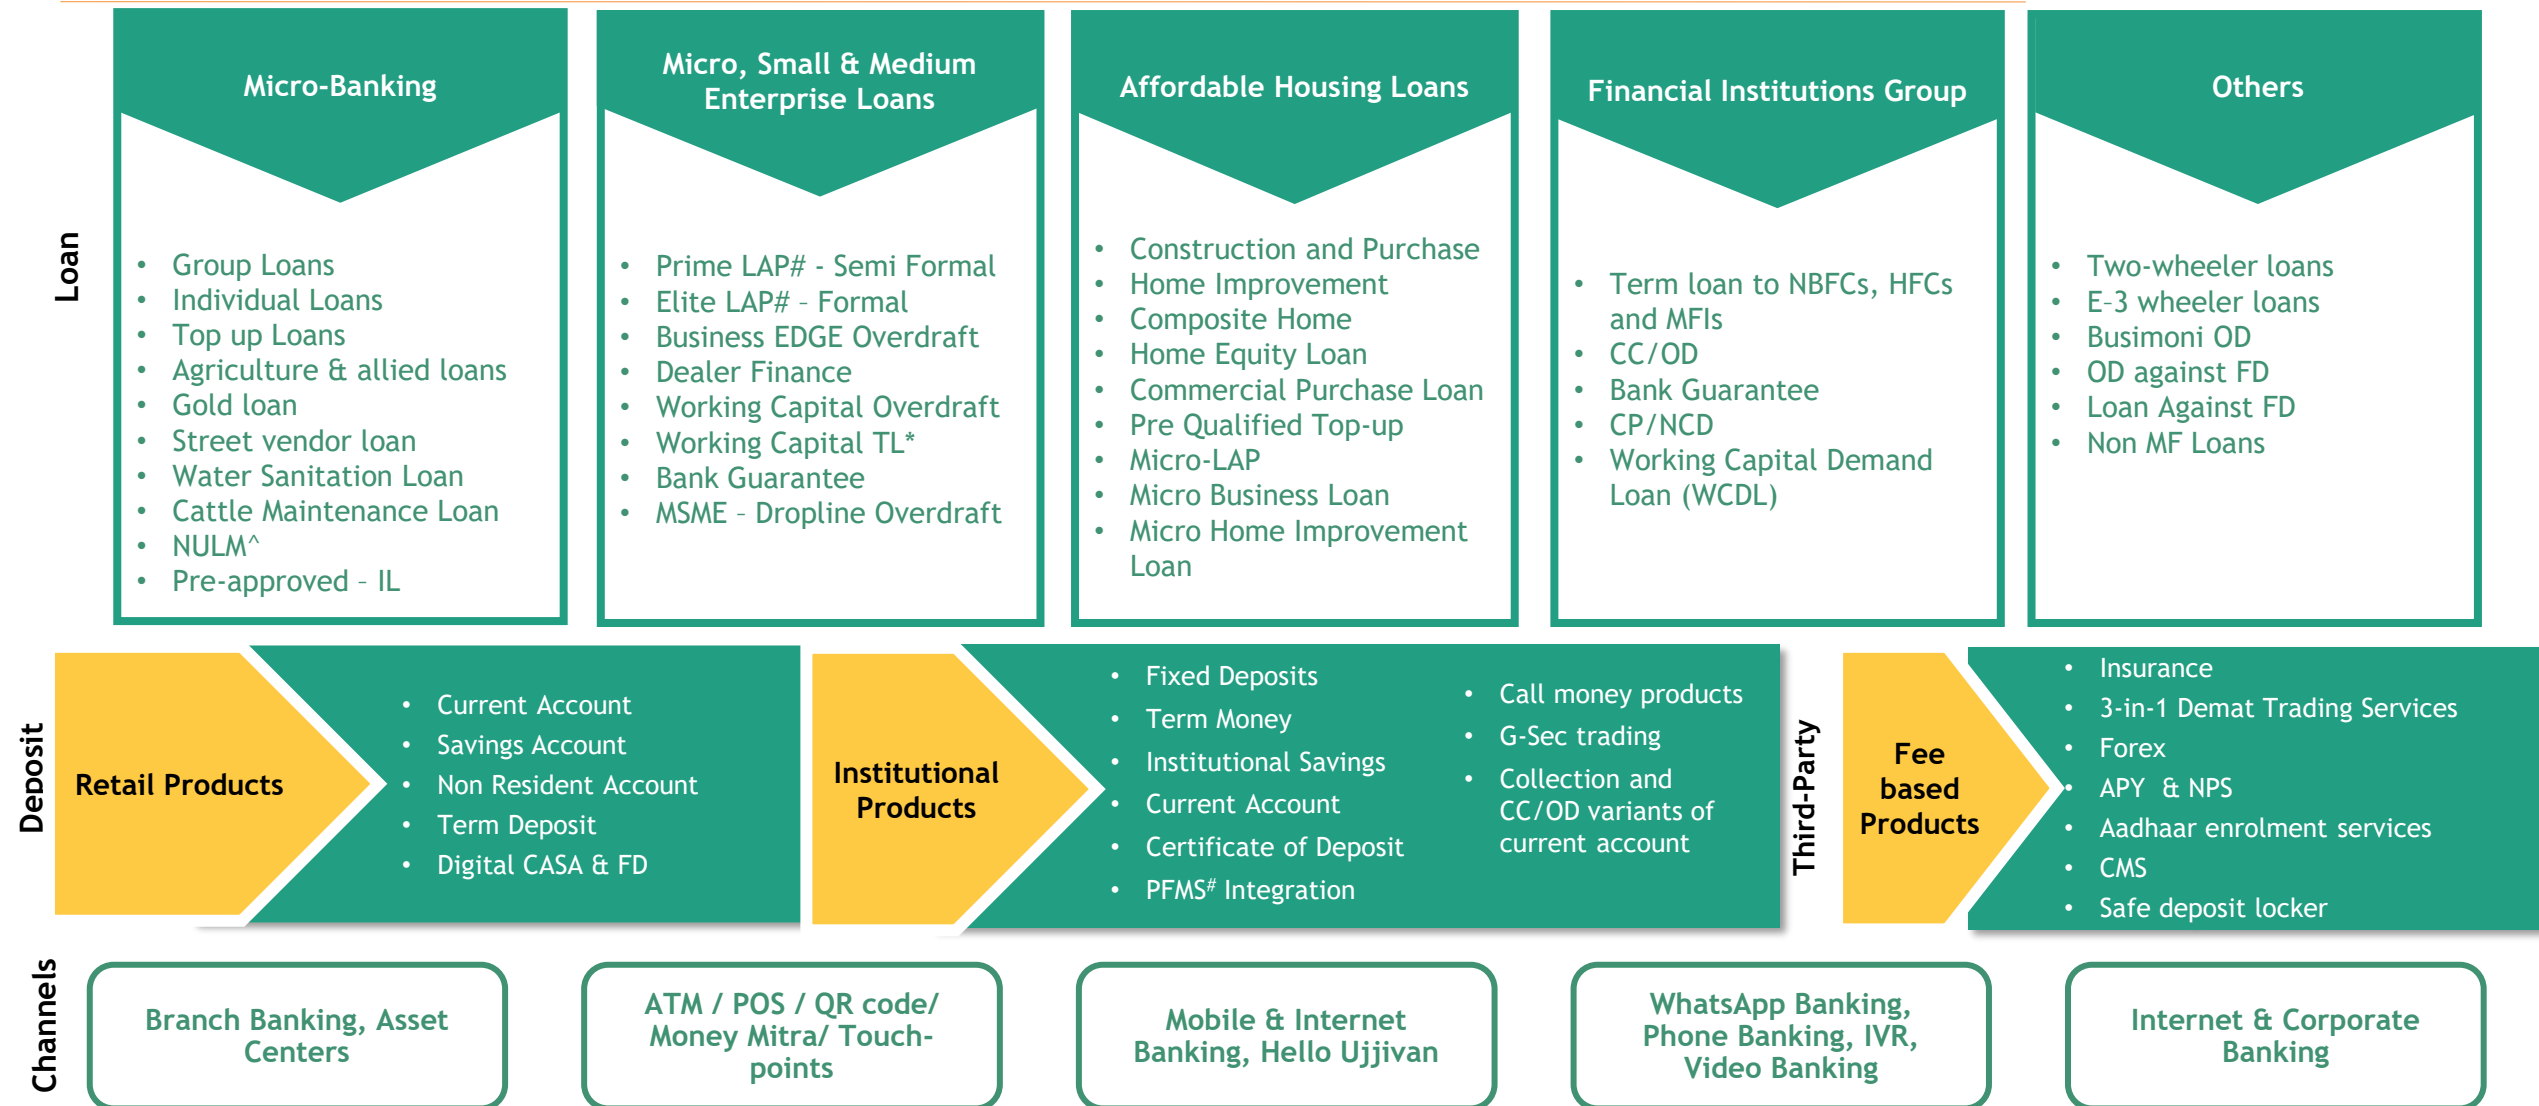 Loan
Micro-Banking
• Group Loans
• Individual Loans
• Top up Loans
• Agriculture & allied loans
• Gold loan
• Street vendor loan
• Water Sanitation Loan
• Cattle Maintenance Loan
• NULM^
• Pre-approved – IL
Micro, Small & Medium
Enterprise Loans
• Prime LAP# - Semi Formal
• Elite LAP# – Formal
• Business EDGE Overdraft
• Dealer Finance
• Working Capital Overdraft
• Working Capital TL*
• Bank Guarantee
• MSME – Dropline Overdraft
Affordable Housing Loans
• Construction and Purchase
• Home Improvement
• Composite Home
• Home Equity Loan
• Commercial Purchase Loan
• Pre Qualified Top-up
• Micro-LAP
• Micro Business Loan
• Micro Home Improvement
Loan
Financial Institutions Group
• Term loan to NBFCs, HFCs
and MFIs
• CC/OD
• Bank Guarantee
• CP/NCD
• Working Capital Demand
Loan (WCDL)
Others
• Two-wheeler loans
• E–3 wheeler loans
• Busimoni OD
• OD against FD
• Loan Against FD
• Non MF Loans
Deposit
Retail Products
• Current Account
• Savings Account
• Non Resident Account
• Term Deposit
• Digital CASA & FD
Institutional
Products
• Fixed Deposits
• Term Money
• Institutional Savings
• Current Account
• Certificate of Deposit
• PFMS# Integration
• Call money products
• G-Sec trading
• Collection and
CC/OD variants of
current account
Third-Party
Fee
based
Products
• Insurance
• 3-in-1 Demat Trading Services
• Forex
• APY & NPS
• Aadhaar enrolment services
• CMS
• Safe deposit locker
Channels
Branch Banking, Asset
Centers
ATM / POS / QR code/
Money Mitra/ Touch-
points
Mobile & Internet
Banking, Hello Ujjivan
WhatsApp Banking,
Phone Banking, IVR,
Video Banking
Internet & Corporate
Banking